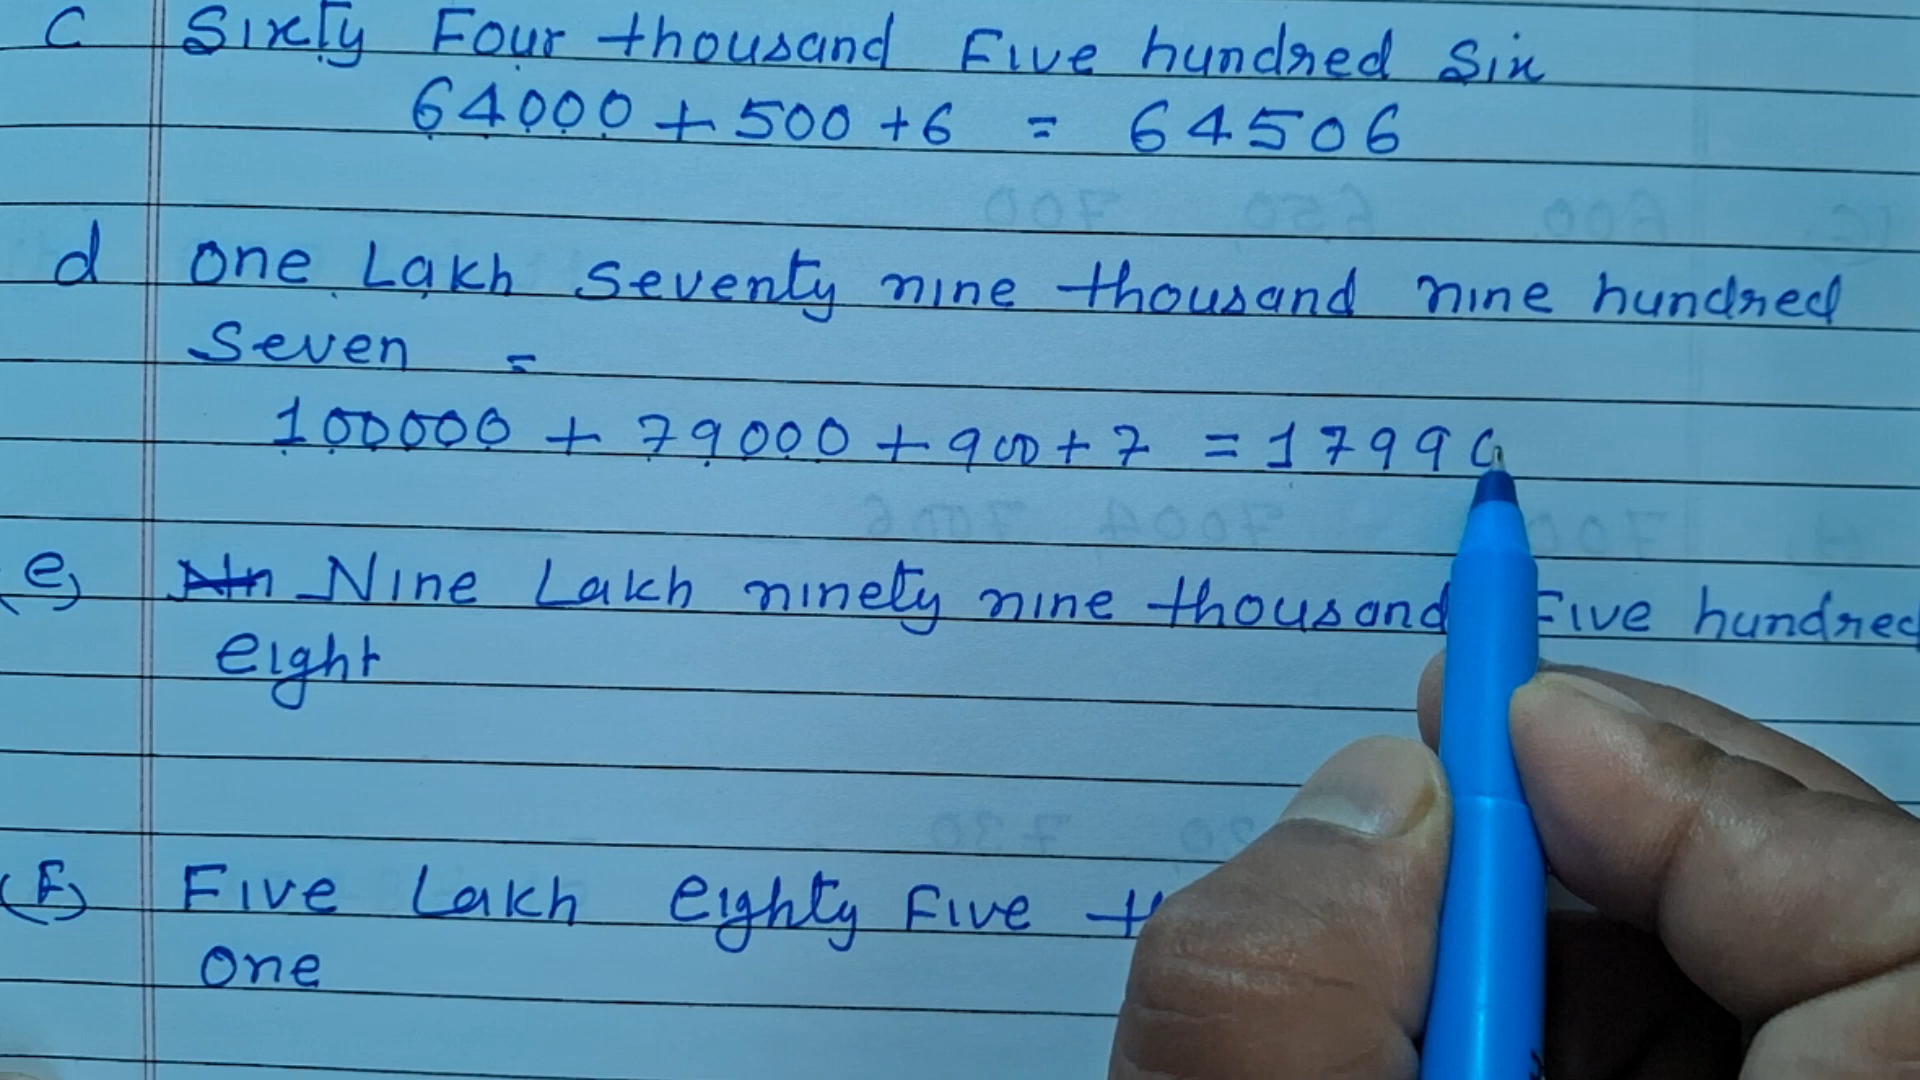 C Sixty Four thousand Five hundred Six
64000 + 500 + 6 = 64506
d one Lakh Seventy nine thousand nine hundred
Seven =
100000 + 79000 + 900 + 7 = 1799
(e) Nine Lakh ninety nine thousand Five hundred
eight
(F) Five Lakh eighty Five
one